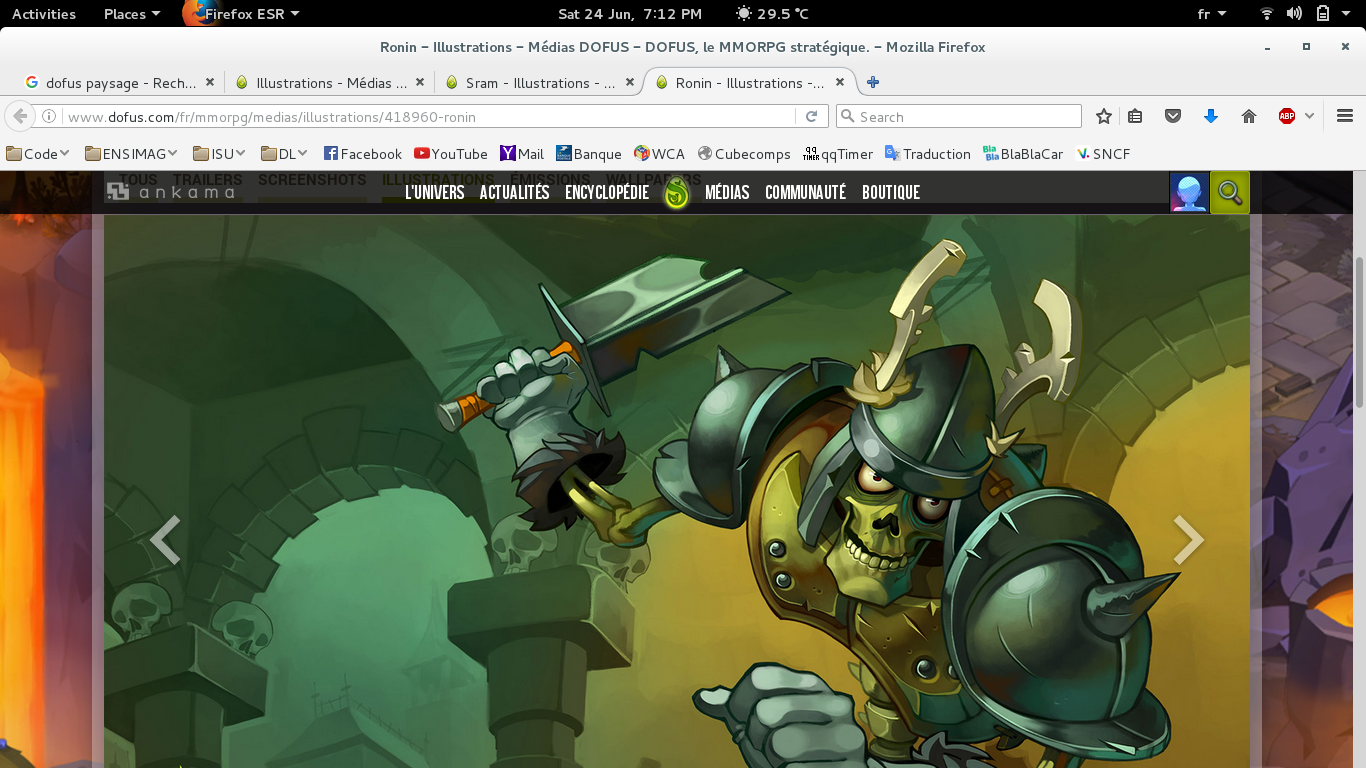 Activities Places Firefox ESR Sat 24 Jun, 7:12 PM 29.5 °C fr
Ronin – Illustrations – Médias DOFUS – DOFUS, le MMORPG stratégique. – Mozilla Firefox
dofus paysage - Rech... Illustrations - Médias ... Sram - Illustrations - ... Ronin - Illustrations -...
www.dofus.com/fr/mmorpg/medias/illustrations/418960-ronin Search ABP
Code ENSIMAG ISU DL Facebook YouTube Mail Banque WCA Cubecomps qqTimer Traduction BlaBlaCar SNCF
TOUS TRAILERS SCREENSHOTS ILLUSTRATIONS ÉMISSIONS WALLPAPERS
ankama L'UNIVERS ACTUALITÉS ENCYCLOPÉDIE MÉDIAS COMMUNAUTÉ BOUTIQUE